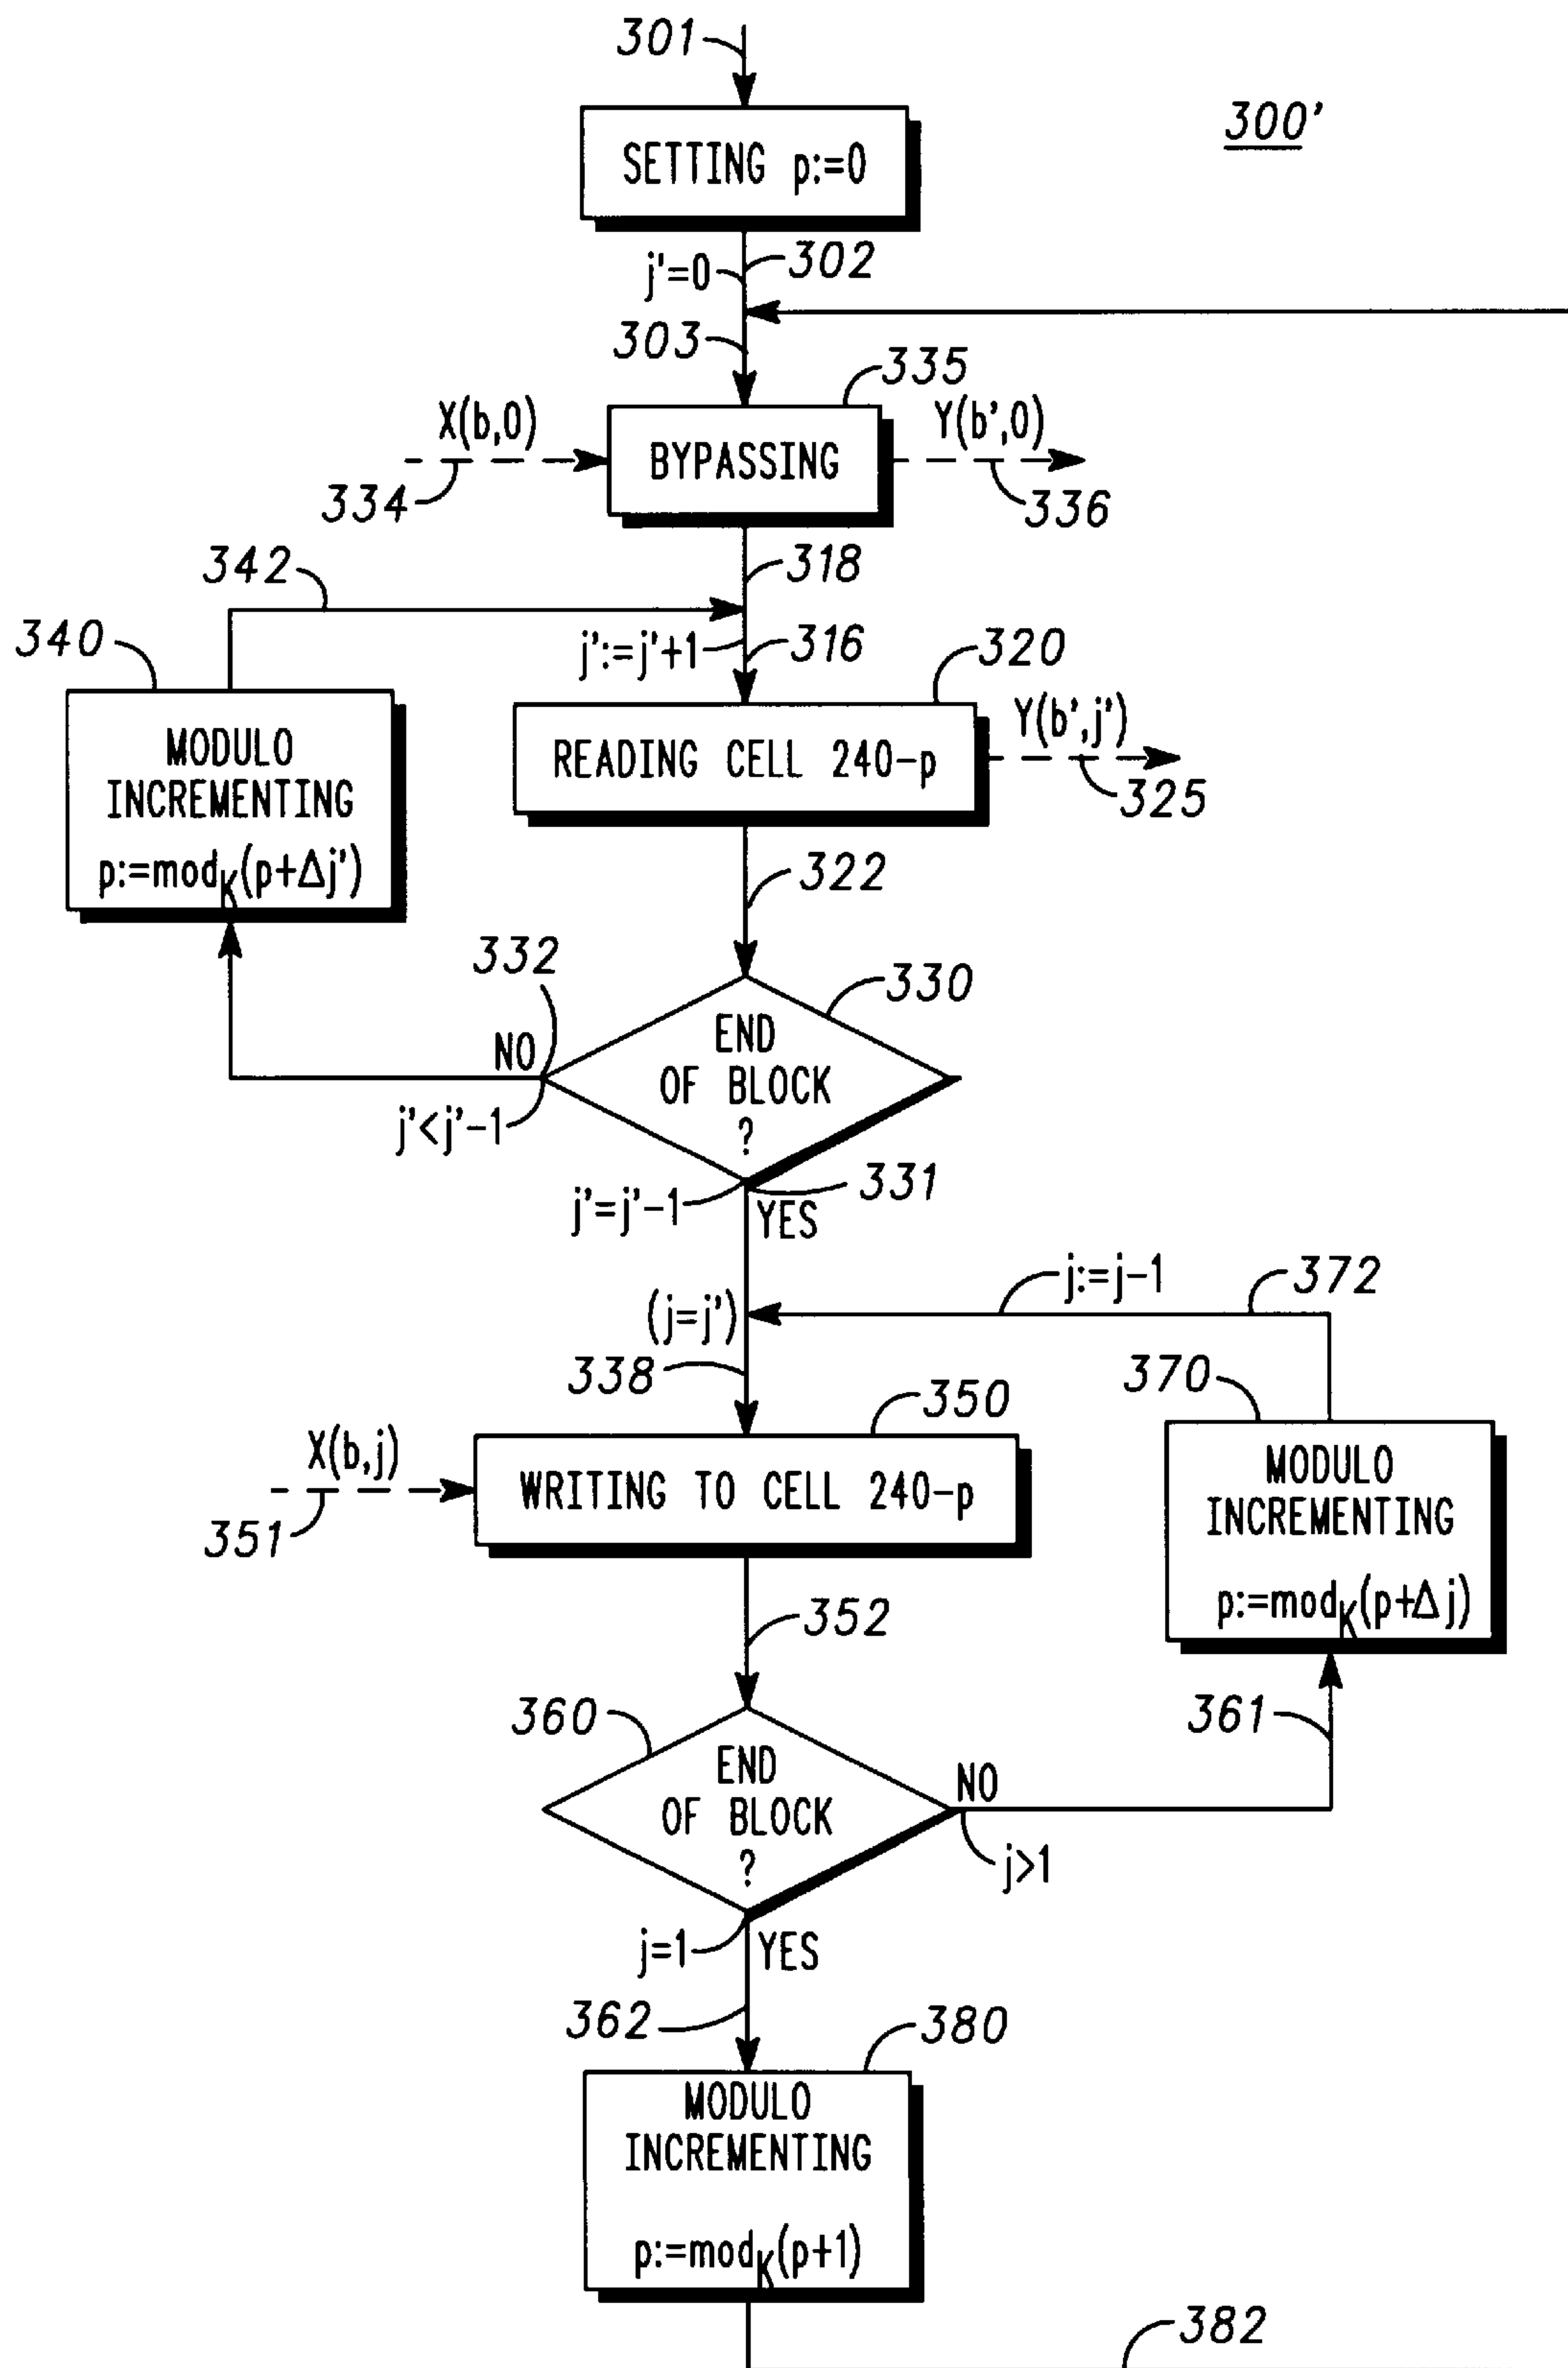 301
300'
SETTING p:=0
j'=0
302
303
335
X(b,0)
Y(b',0)
BYPASSING
334
336
342
318
340
j':=j'+1
316
320
MODULO
INCREMENTING
p:=modK(p+Δj')
READING CELL 240-p
Y(b',j')
325
322
332
330
NO
END
OF BLOCK
?
j'<j'-1
j'=j'-1
331
YES
j:=j-1
372
(j=j')
338
370
350
X(b,j)
351
WRITING TO CELL 240-p
MODULO
INCREMENTING
p:=modK(p+Δj)
352
360
361
END
OF BLOCK
?
NO
j>1
j=1
YES
362
380
MODULO
INCREMENTING
p:=modK(p+1)
382